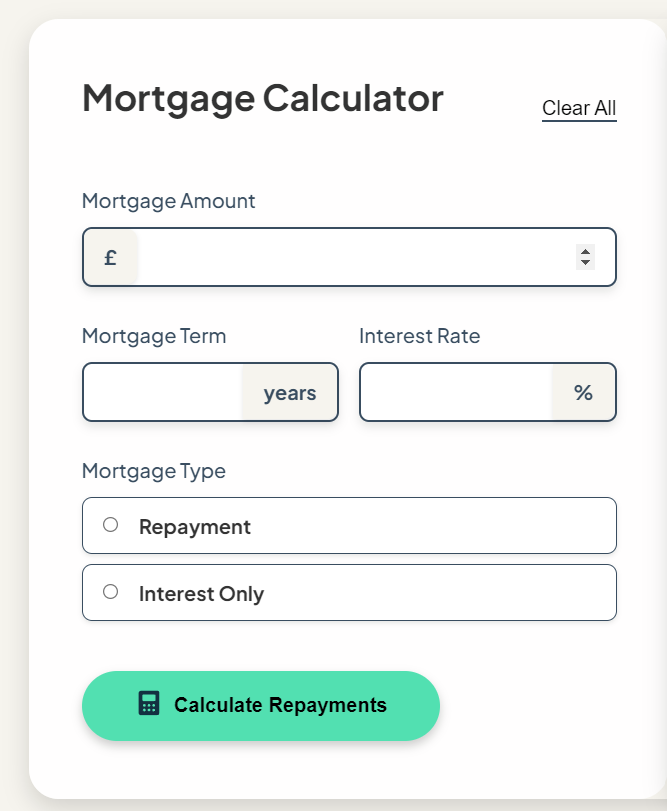 Mortgage Calculator
Clear All
Mortgage Amount
£
Mortgage Term
Interest Rate
years
%
Mortgage Type
Repayment
Interest Only
Calculate Repayments